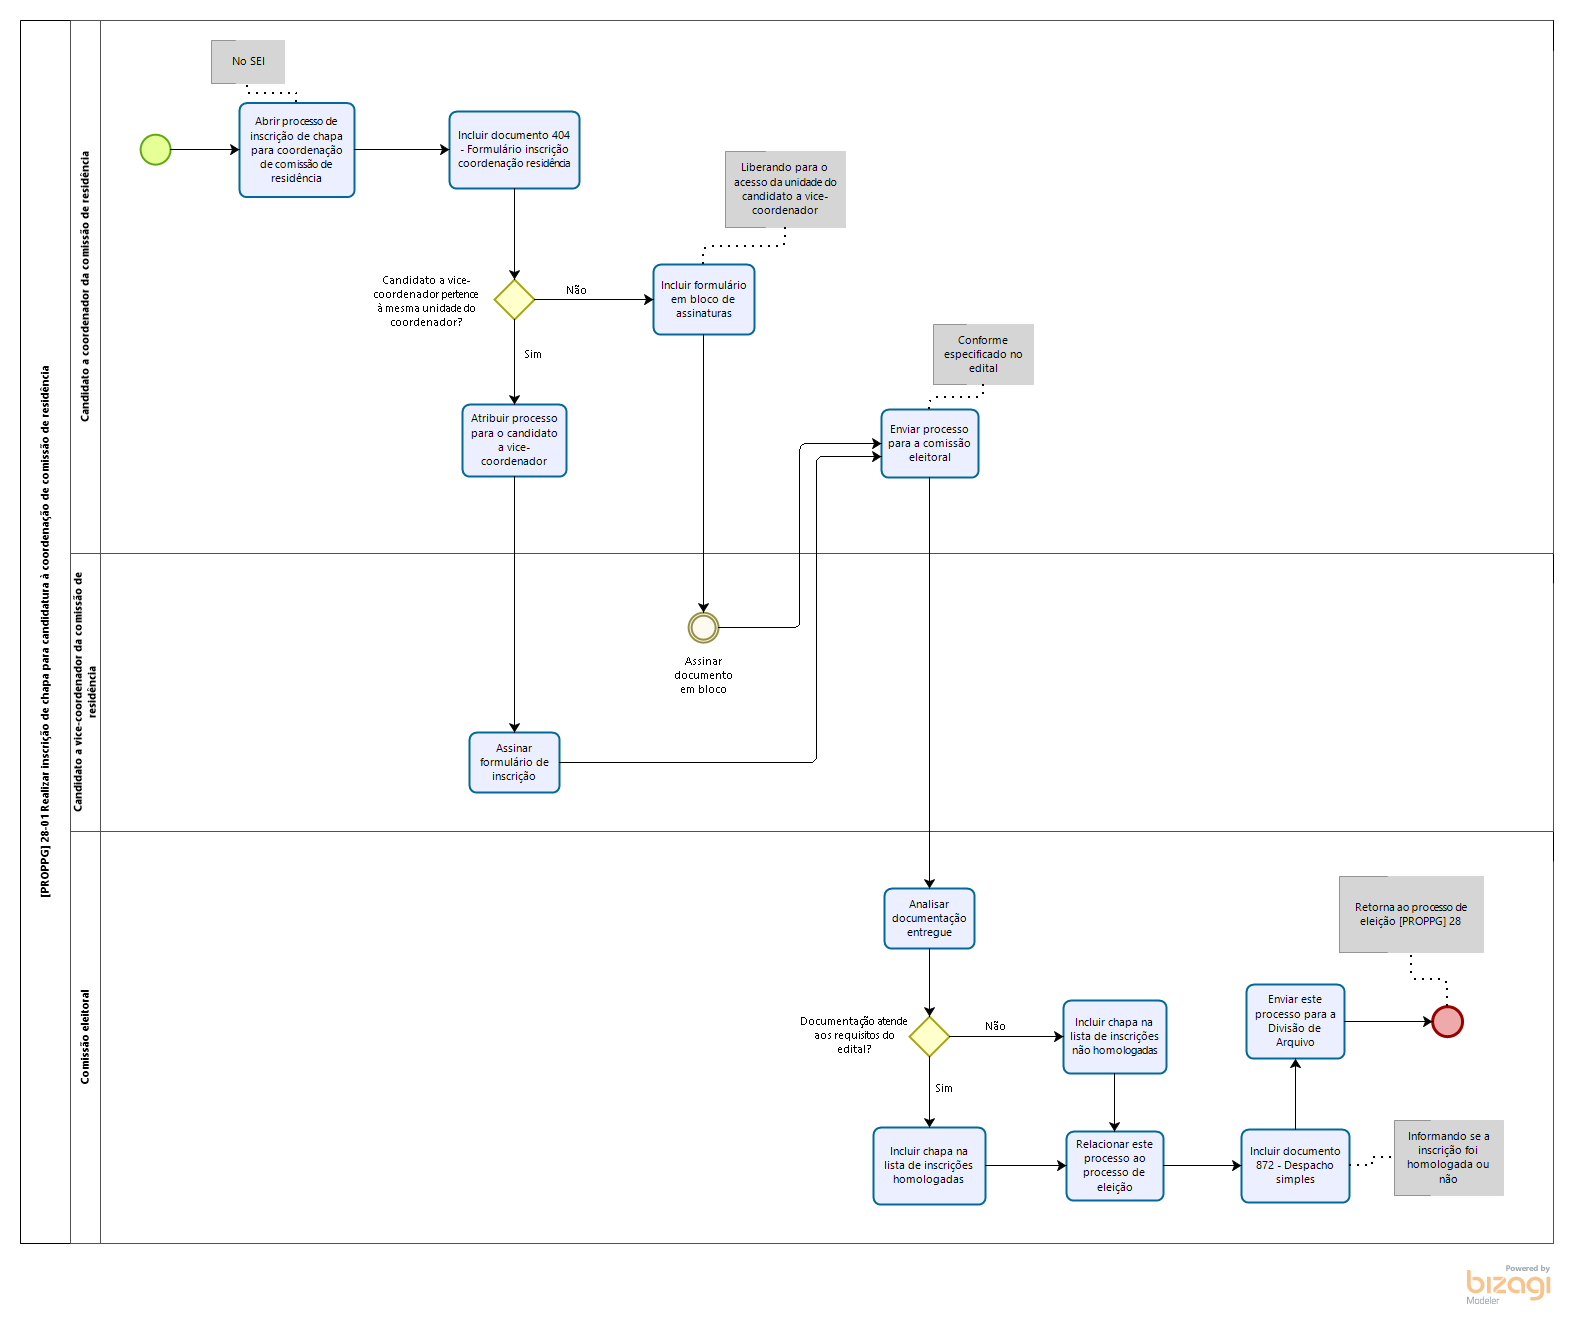 [PROPPG] 28-01 Realizar inscrição de chapa para candidatura à coordenação de comissão de residência
Candidato a coordenador da comissão de residência
No SEI
Abrir processo de
inscrição de chapa
para coordenação
de comissão de
residência
Incluir documento 404
- Formulário inscrição
coordenação residência
Liberando para o
acesso da unidade do
candidato a vice-
coordenador
Candidato a vice-
coordenador pertence
à mesma unidade do
coordenador?
Não
Incluir formulário
em bloco de
assinaturas
Sim
Conforme
especificado no
edital
Atribuir processo
para o candidato
a vice-
coordenador
Enviar processo
para a comissão
eleitoral
Candidato a vice-coordenador da comissão de
residência
Assinar
documento
em bloco
Assinar
formulário de
inscrição
Comissão eleitoral
Analisar
documentação
entregue
Retorna ao processo de
eleição [PROPPG] 28
Documentação atende
aos requisitos do
edital?
Não
Incluir chapa na
lista de inscrições
não homologadas
Enviar este
processo para a
Divisão de
Arquivo
Sim
Incluir chapa na
lista de inscrições
homologadas
Relacionar este
processo ao
processo de
eleição
Incluir documento
872 - Despacho
simples
Informando se a
inscrição foi
homologada ou
não
Powered by
bizagi
Modeler